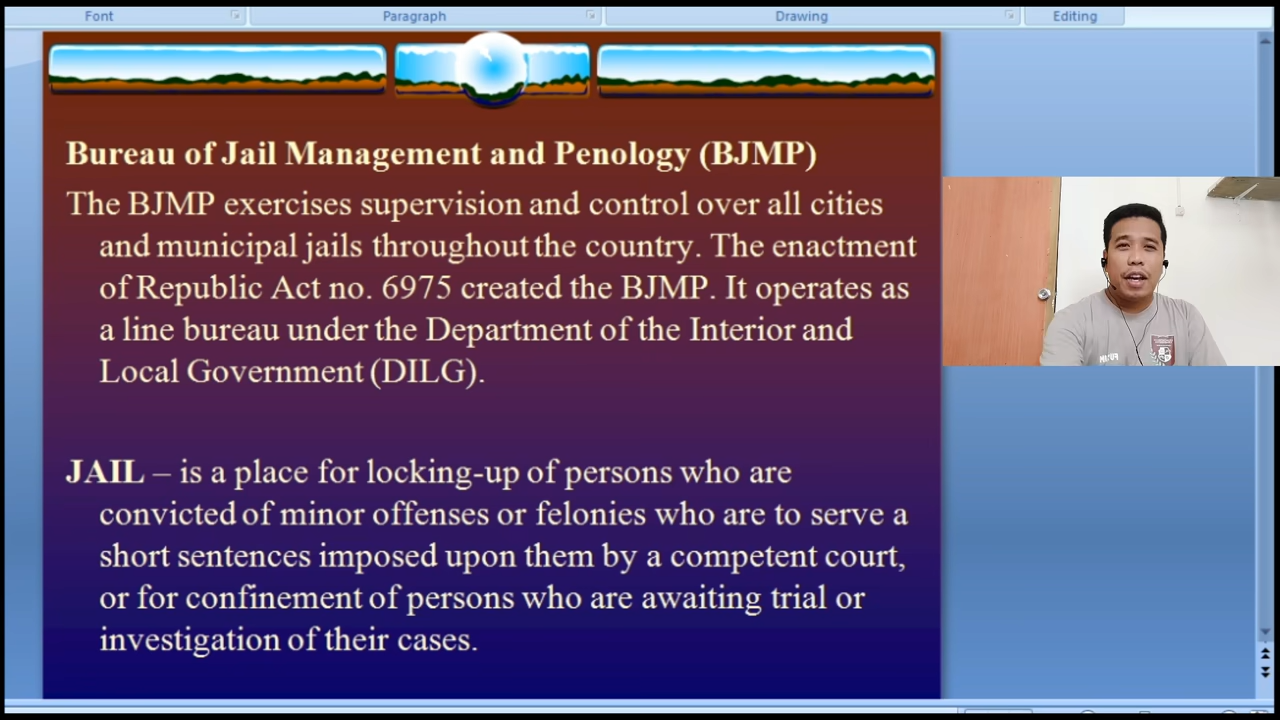 Font Paragraph Drawing Editing
Bureau of Jail Management and Penology (BJMP)
The BJMP exercises supervision and control over all cities
and municipal jails throughout the country. The enactment
of Republic Act no. 6975 created the BJMP. It operates as
a line bureau under the Department of the Interior and
Local Government (DILG).
JAIL – is a place for locking-up of persons who are
convicted of minor offenses or felonies who are to serve a
short sentences imposed upon them by a competent court,
or for confinement of persons who are awaiting trial or
investigation of their cases.